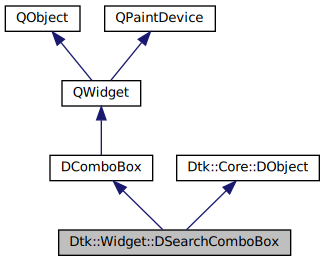 QObject
QPaintDevice
QWidget
DComboBox
Dtk::Core::DObject
Dtk::Widget::DSearchComboBox